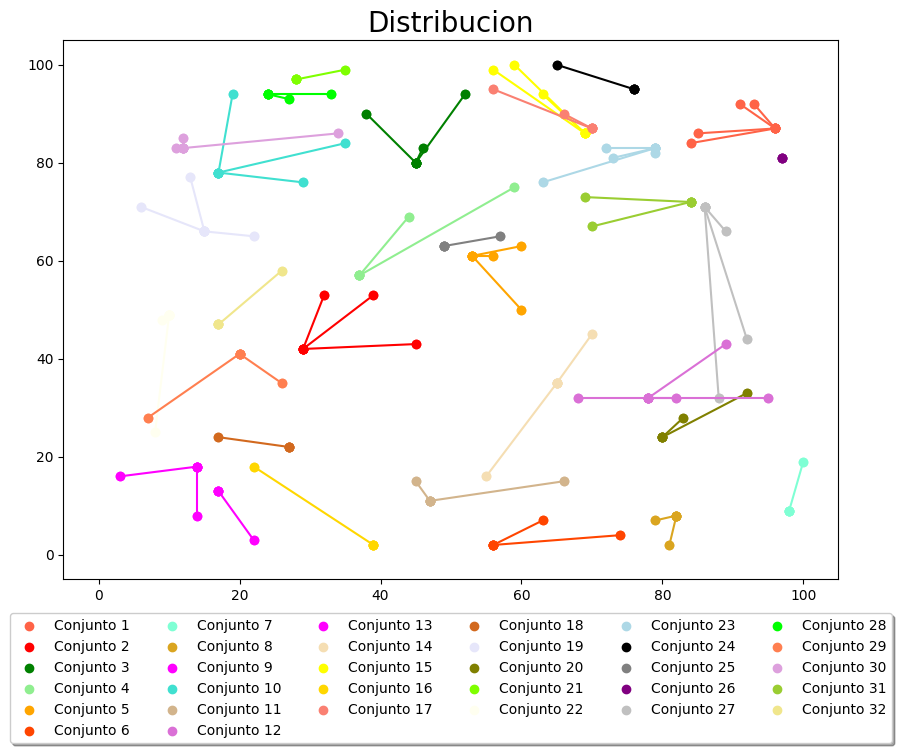 Distribucion
100
80
60
40
20
0
0 20 40 60 80 100
Conjunto 1 Conjunto 7 Conjunto 13 Conjunto 18 Conjunto 23 Conjunto 28
Conjunto 2 Conjunto 8 Conjunto 14 Conjunto 19 Conjunto 24 Conjunto 29
Conjunto 3 Conjunto 9 Conjunto 15 Conjunto 20 Conjunto 25 Conjunto 30
Conjunto 4 Conjunto 10 Conjunto 16 Conjunto 21 Conjunto 26 Conjunto 31
Conjunto 5 Conjunto 11 Conjunto 17 Conjunto 22 Conjunto 27 Conjunto 32
Conjunto 6 Conjunto 12